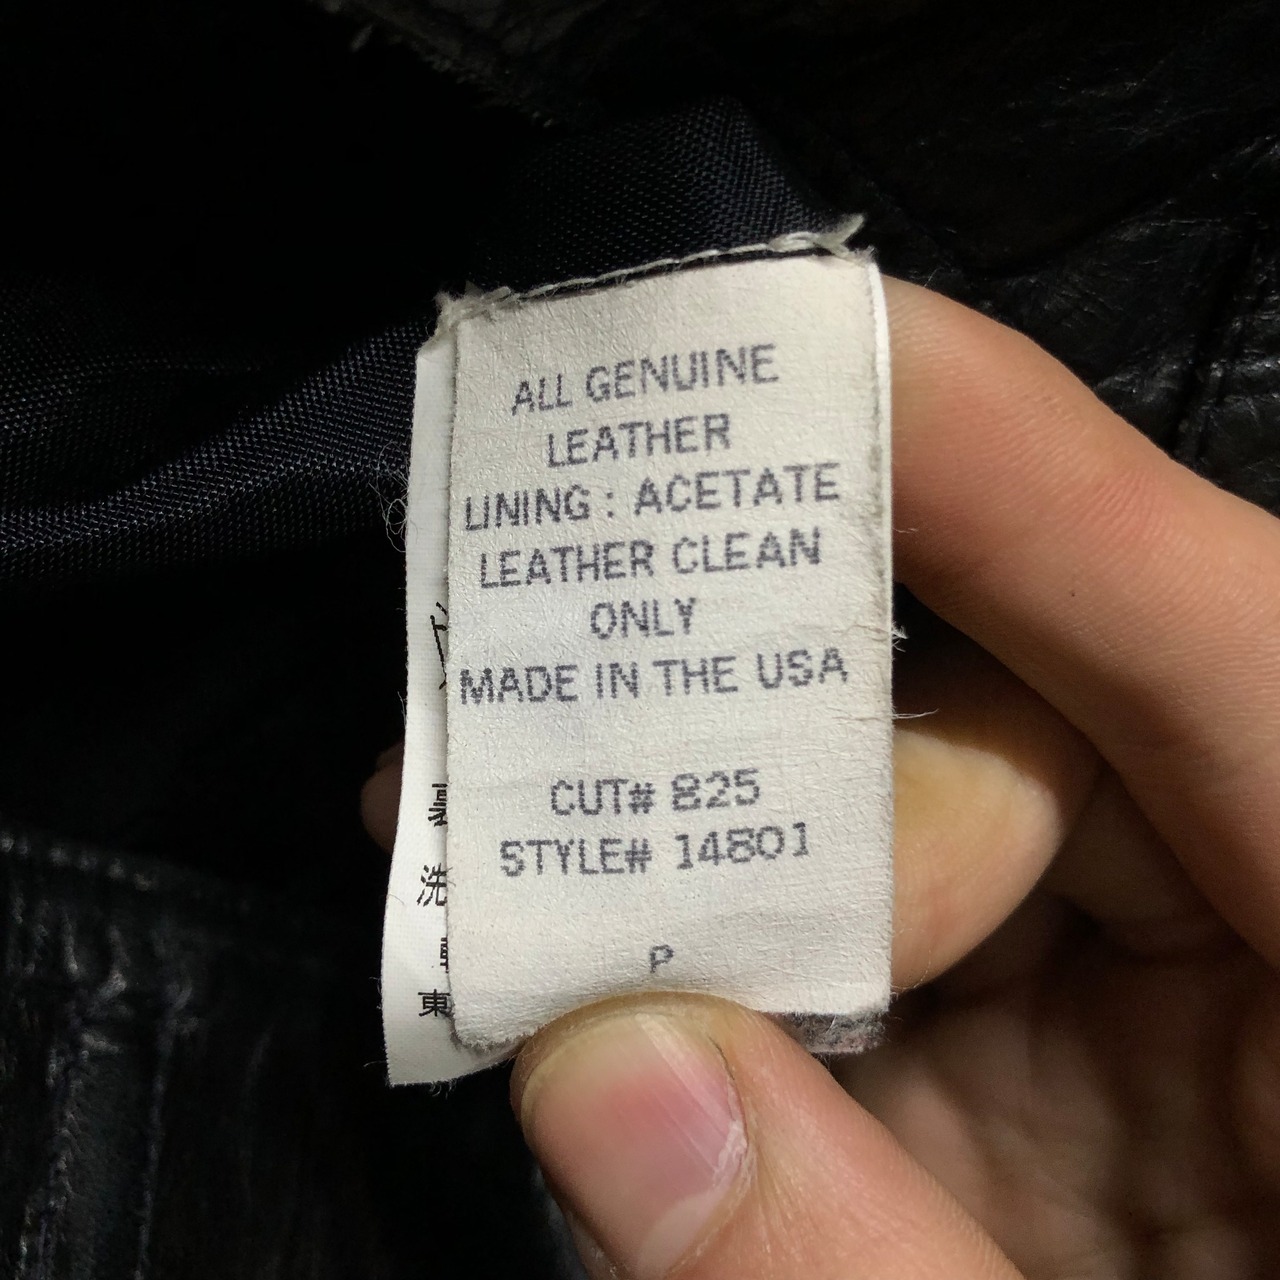 ALL GENUINE
LEATHER
LINING : ACETATE
LEATHER CLEAN
ONLY
MADE IN THE USA
CUT# 825
STYLE# 14801
P
洗
東